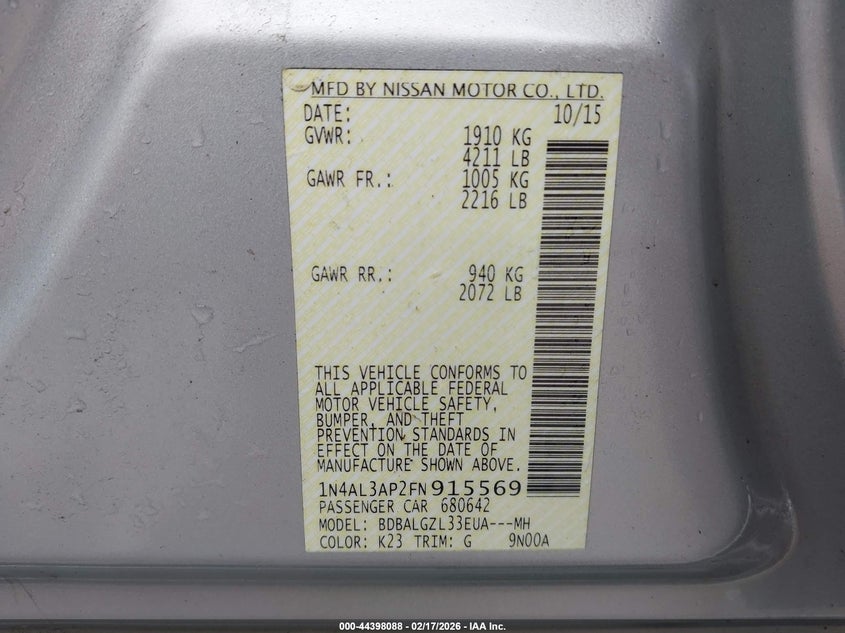 MFD BY NISSAN MOTOR CO., LTD.
DATE: 10/15
GVWR: 1910 KG
4211 LB
GAWR FR.: 1005 KG
2216 LB
GAWR RR.: 940 KG
2072 LB
THIS VEHICLE CONFORMS TO
ALL APPLICABLE FEDERAL
MOTOR VEHICLE SAFETY,
BUMPER, AND THEFT
PREVENTION STANDARDS IN
EFFECT ON THE DATE OF
MANUFACTURE SHOWN ABOVE.
1N4AL3AP2FN915569
PASSENGER CAR 680642
MODEL: BDBALGZL33EUA---MH
COLOR: K23 TRIM: G 9N00A
000-44398088 - 02/17/2026 - IAA Inc.